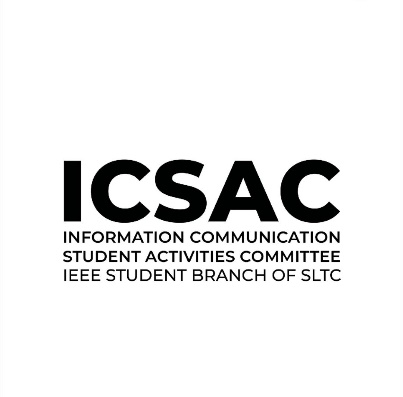 ICSAC
INFORMATION COMMUNICATION
STUDENT ACTIVITIES COMMITTEE
IEEE STUDENT BRANCH OF SLTC